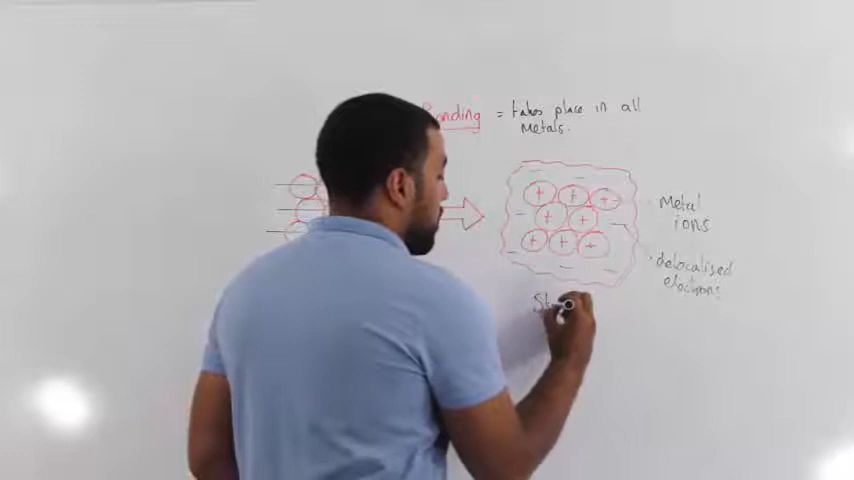 Bonding = takes place in all
Metals.
Metal
ions
delocalised
electrons